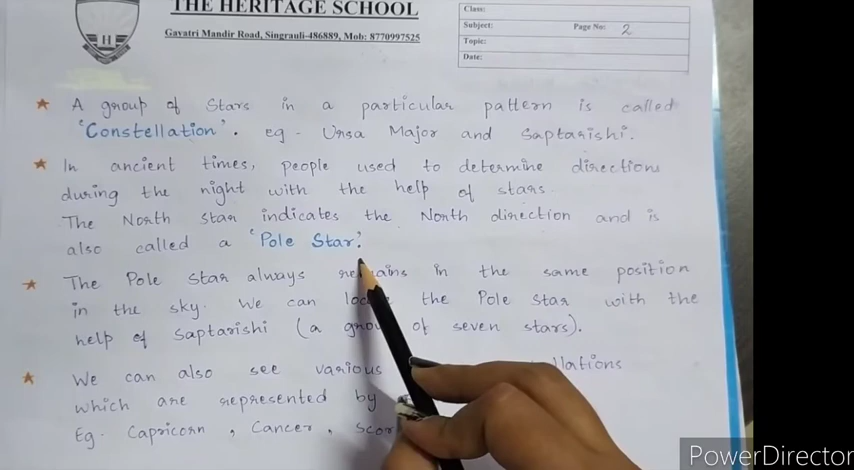 THE HERITAGE SCHOOL
Gayatri Mandir Road, Singrauli-486889, Mob: 8770997525
Class:
Subject: Page No: 2
Topic:
Date:
H
★ A group of Stars in a particular pattern is called
'Constellation'. eg - Ursa Major and Saptarishi.
★ In ancient times, people used to determine directions
during the night with the help of stars.
The North star indicates the North direction and is
also called a 'Pole Star'.
★ The Pole star always remains in the same position
in the sky. We can the Pole star with the
help of Saptarishi (a of seven stars).
★ We can also see various
which are represented by
Eg - Capricorn, Cancer,
PowerDirector